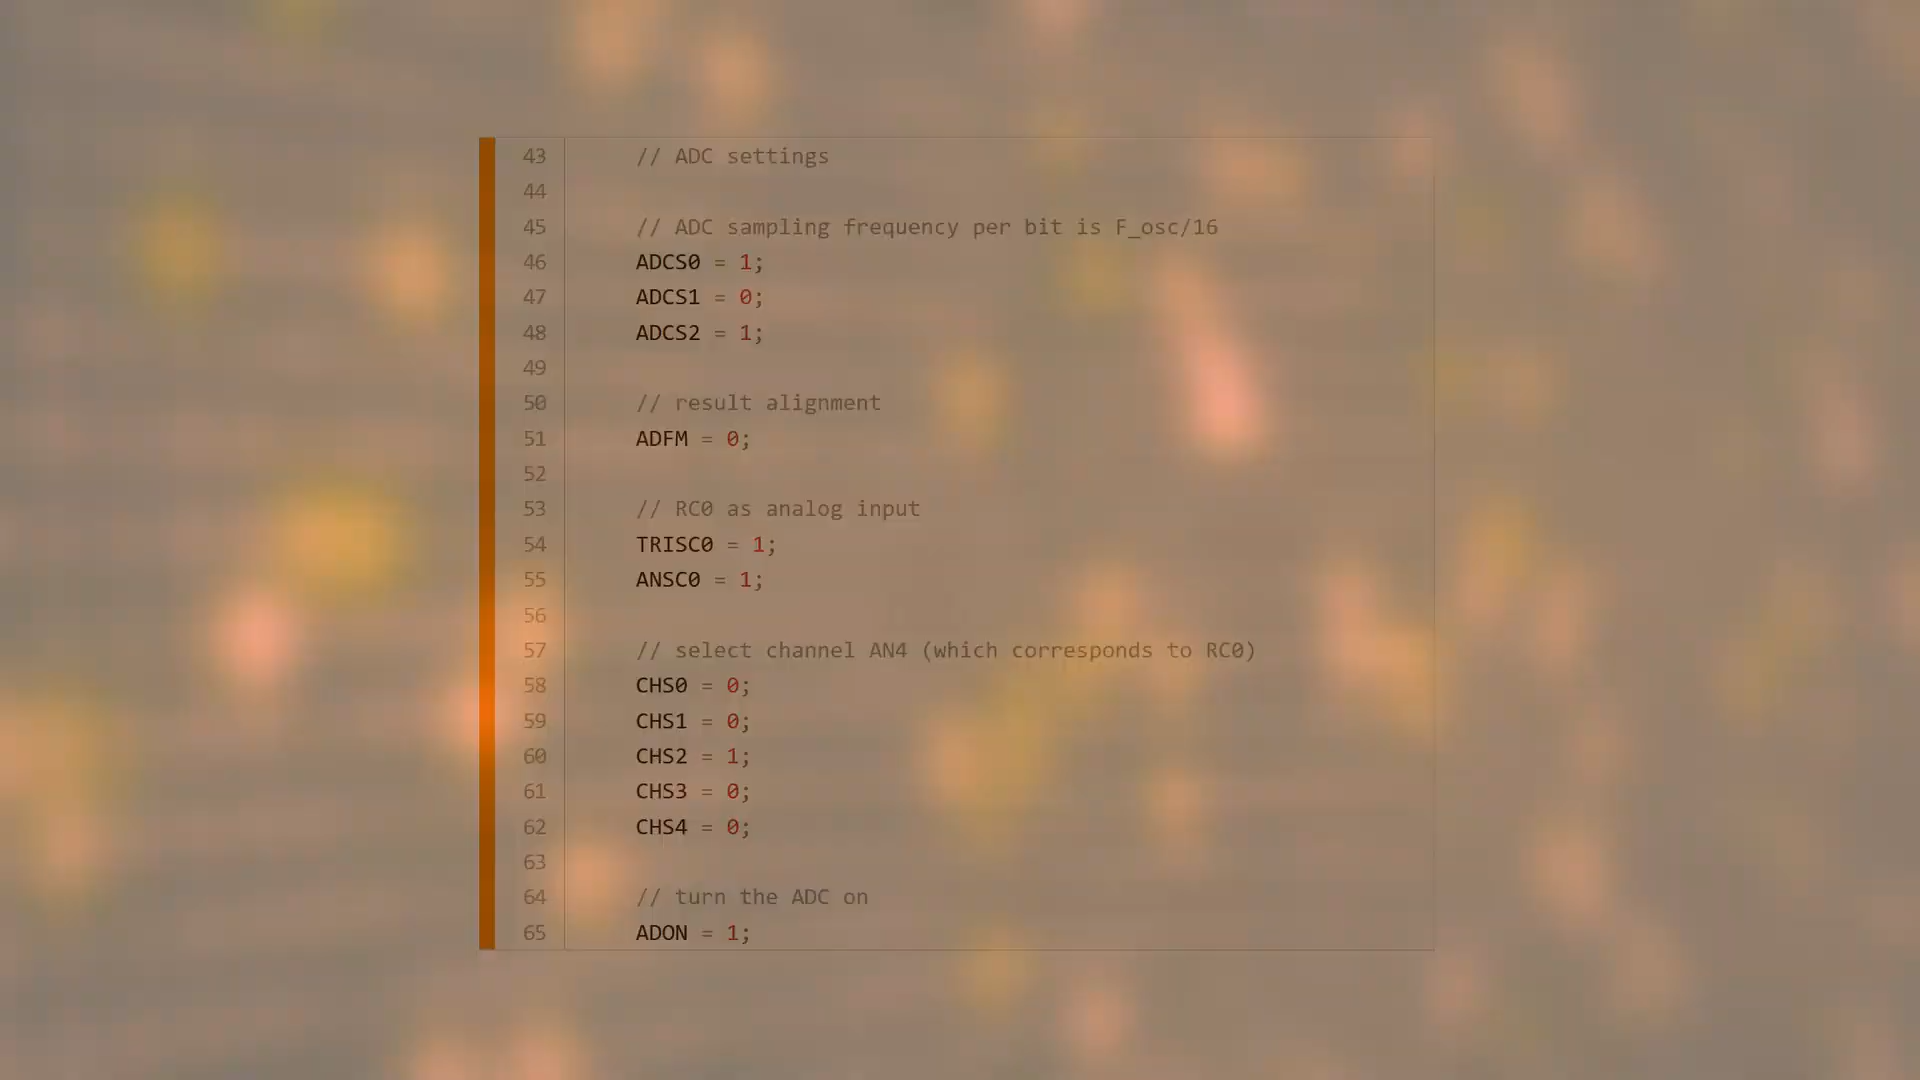 43 // ADC settings
44
45 // ADC sampling frequency per bit is F_osc/16
46 ADCS0 = 1;
47 ADCS1 = 0;
48 ADCS2 = 1;
49
50 // result alignment
51 ADFM = 0;
52
53 // RC0 as analog input
54 TRISC0 = 1;
55 ANSC0 = 1;
56
57 // select channel AN4 (which corresponds to RC0)
58 CHS0 = 0;
59 CHS1 = 0;
60 CHS2 = 1;
61 CHS3 = 0;
62 CHS4 = 0;
63
64 // turn the ADC on
65 ADON = 1;